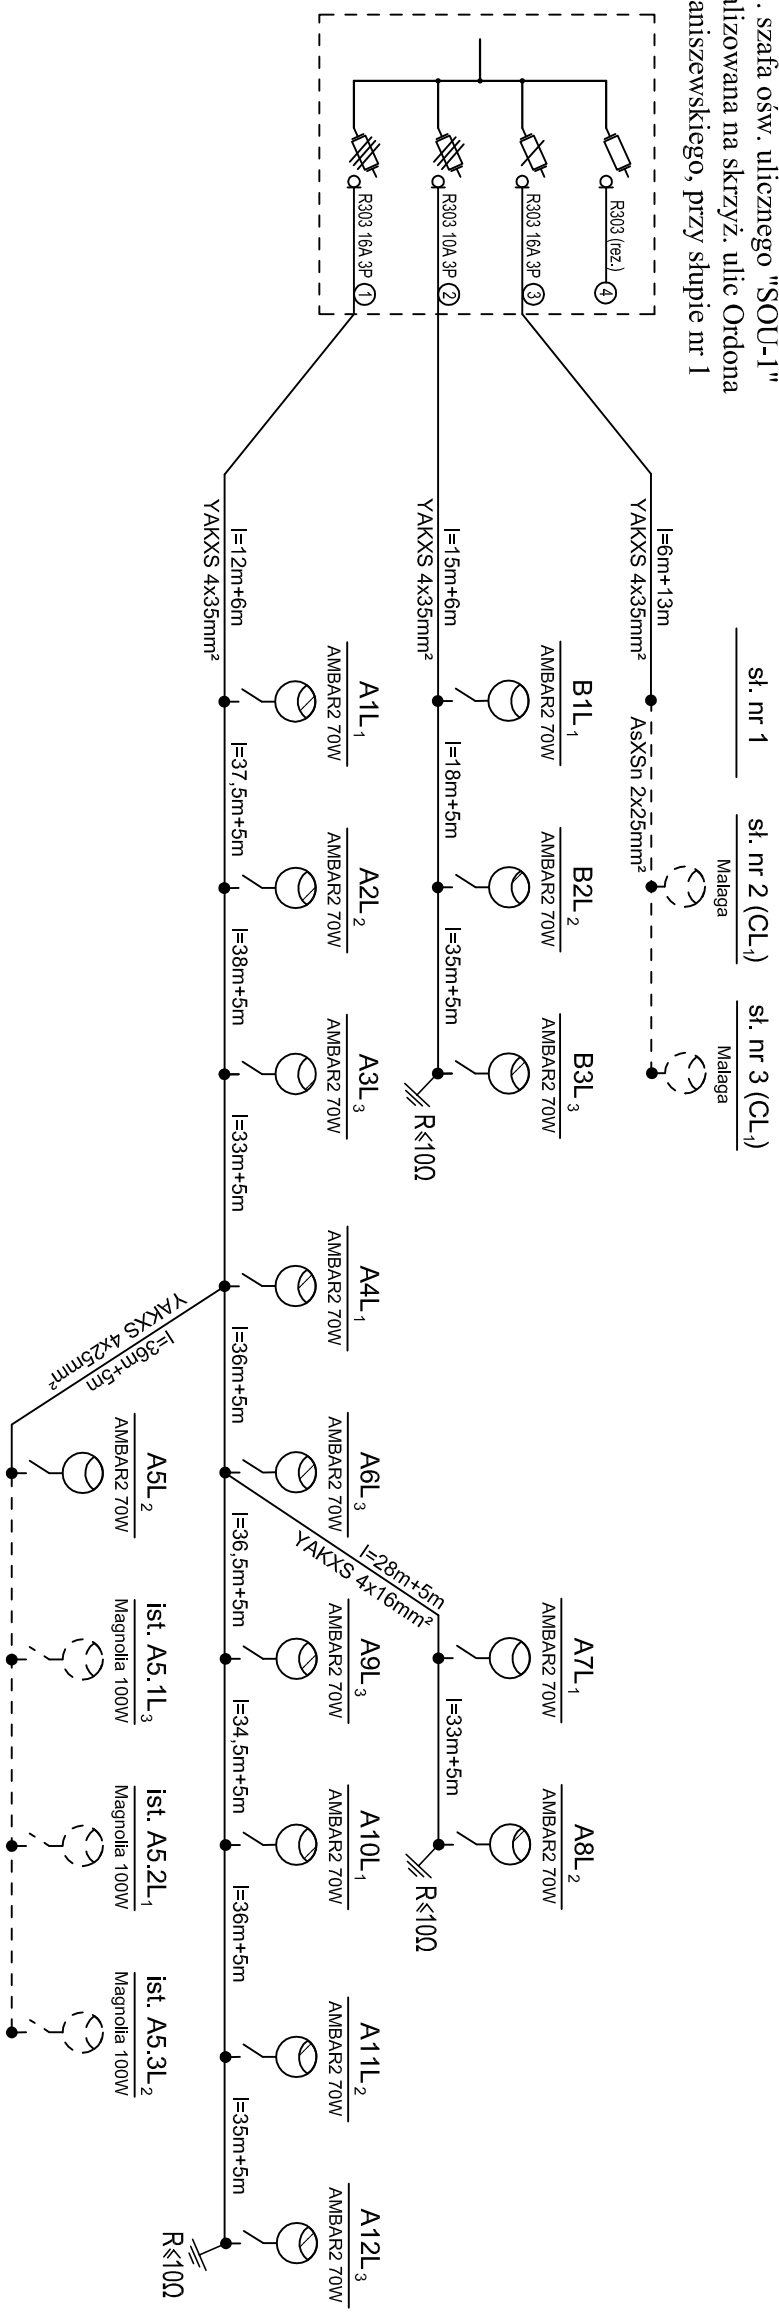 . szafa ośw. ulicznego "SOU-1"
alizowana na skrzyż. ulic Ordona
aniszewskiego, przy słupie nr 1
R303 (rez.)
4
R303 16A 3P
3
R303 10A 3P
2
R303 16A 3P
1
sł. nr 1
sł. nr 2 (CL₁)
Malaga
sł. nr 3 (CL₁)
Malaga
l=6m+13m
YAKXS 4x35mm²
AsXSn 2x25mm²
B1L₁
AMBAR2 70W
B2L₂
AMBAR2 70W
B3L₃
AMBAR2 70W
l=15m+6m
YAKXS 4x35mm²
l=18m+5m
l=35m+5m
R≤10Ω
A7L₁
AMBAR2 70W
A8L₂
AMBAR2 70W
l=28m+5m
YAKXS 4x16mm²
l=33m+5m
R≤10Ω
A1L₁
AMBAR2 70W
A2L₂
AMBAR2 70W
A3L₃
AMBAR2 70W
A4L₁
AMBAR2 70W
A6L₃
AMBAR2 70W
A9L₃
AMBAR2 70W
A10L₁
AMBAR2 70W
A11L₂
AMBAR2 70W
A12L₃
AMBAR2 70W
l=12m+6m
YAKXS 4x35mm²
l=37,5m+5m
l=38m+5m
l=33m+5m
l=36m+5m
l=36,5m+5m
l=34,5m+5m
l=36m+5m
l=35m+5m
R≤10Ω
YAKXS 4x25mm²
l=36m+5m
A5L₂
AMBAR2 70W
ist. A5.1L₃
Magnolia 100W
ist. A5.2L₁
Magnolia 100W
ist. A5.3L₂
Magnolia 100W